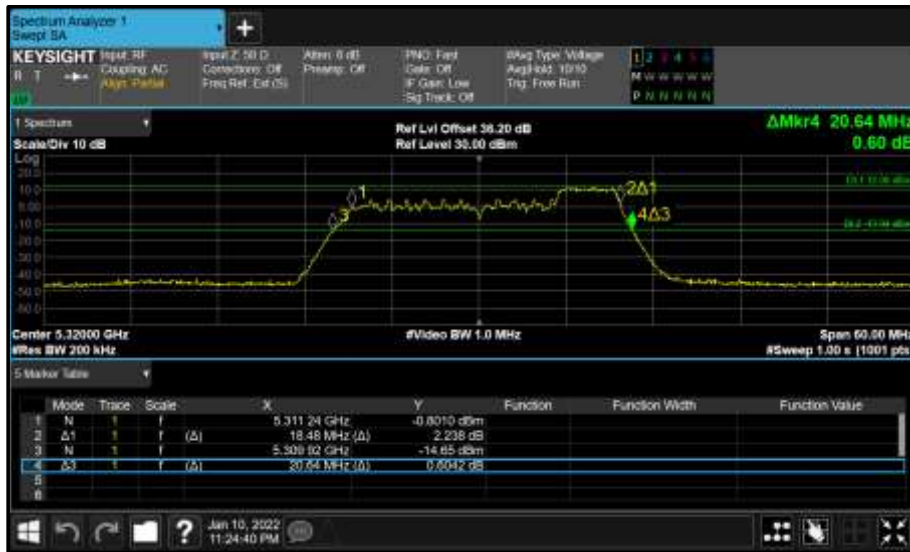 Spectrum Analyzer 1
Swept SA
+
KEYSIGHT Input: RF Input Z: 50 Ω Atten: 6 dB PNO: Fast #Avg Type: Voltage 1 2 3 4 5 6
R T Coupling: AC Corrections: Off Preamp: Off Gate: Off Avg|Hold: 10/10 M W W W W W W
Align: Partial Freq Ref: Ext (S) IF Gain: Low Trig: Free Run
Sig Track: Off P N N N N N N
1 Spectrum
Scale/Div 10 dB
Ref Lvl Offset 36.20 dB
Ref Level 30.00 dBm
ΔMkr4 20.64 MHz
0.60 dB
Log
20.0
10.0
0.00
-10.0
-20.0
-30.0
-40.0
-50.0
-60.0
1
3
2Δ1
4Δ3
Center 5.32000 GHz
#Res BW 200 kHz
#Video BW 1.0 MHz
Span 60.00 MHz
#Sweep 1.00 s (1001 pts
5 Marker Table
Mode Trace Scale X Y Function Function Width Function Value
1 N 1 f 5.311 24 GHz -0.8010 dBm
2 Δ1 1 f (Δ) 18.48 MHz (Δ) 2.238 dB
3 N 1 f 5.309 92 GHz -14.65 dBm
4 Δ3 1 f (Δ) 20.64 MHz (Δ) 0.6042 dB
5
6
?
Jan 10, 2022
11:24:40 PM